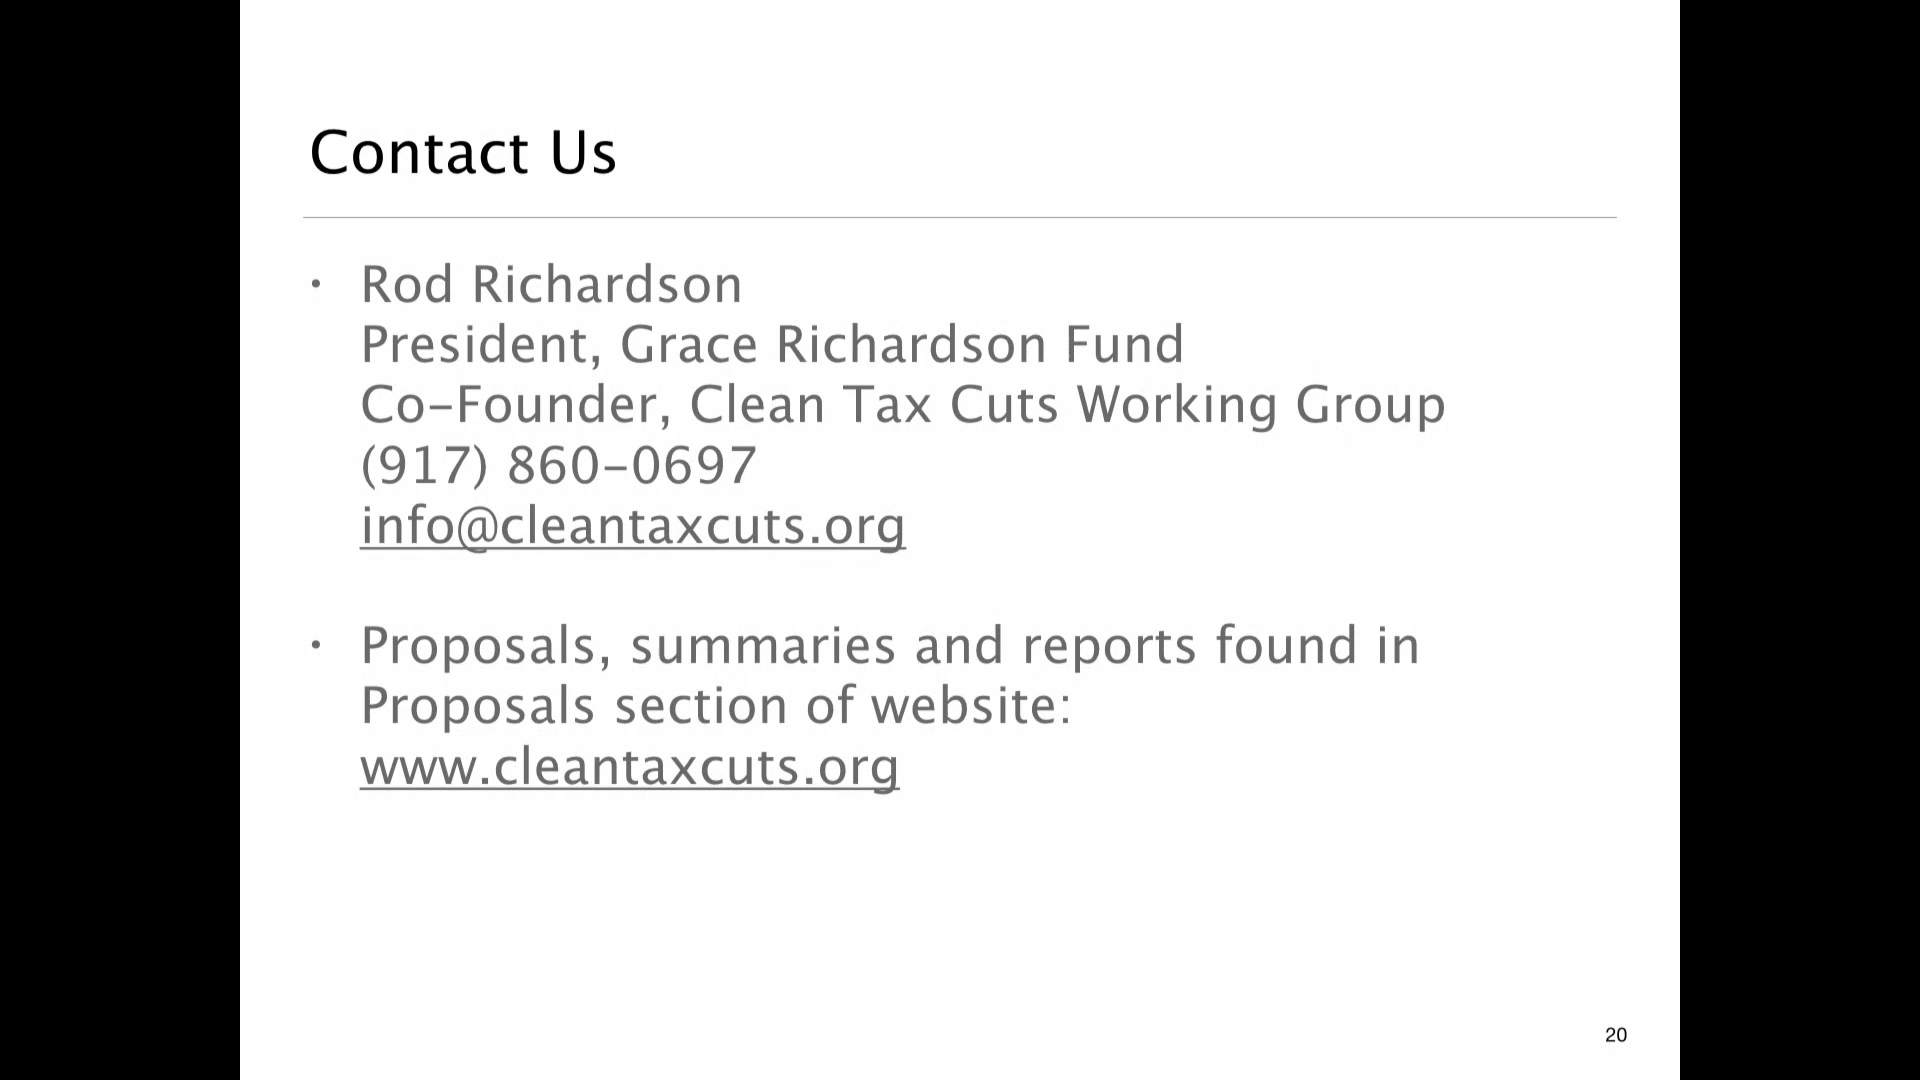 Contact Us
• Rod Richardson
President, Grace Richardson Fund
Co-Founder, Clean Tax Cuts Working Group
(917) 860-0697
info@cleantaxcuts.org
• Proposals, summaries and reports found in
Proposals section of website:
www.cleantaxcuts.org
20